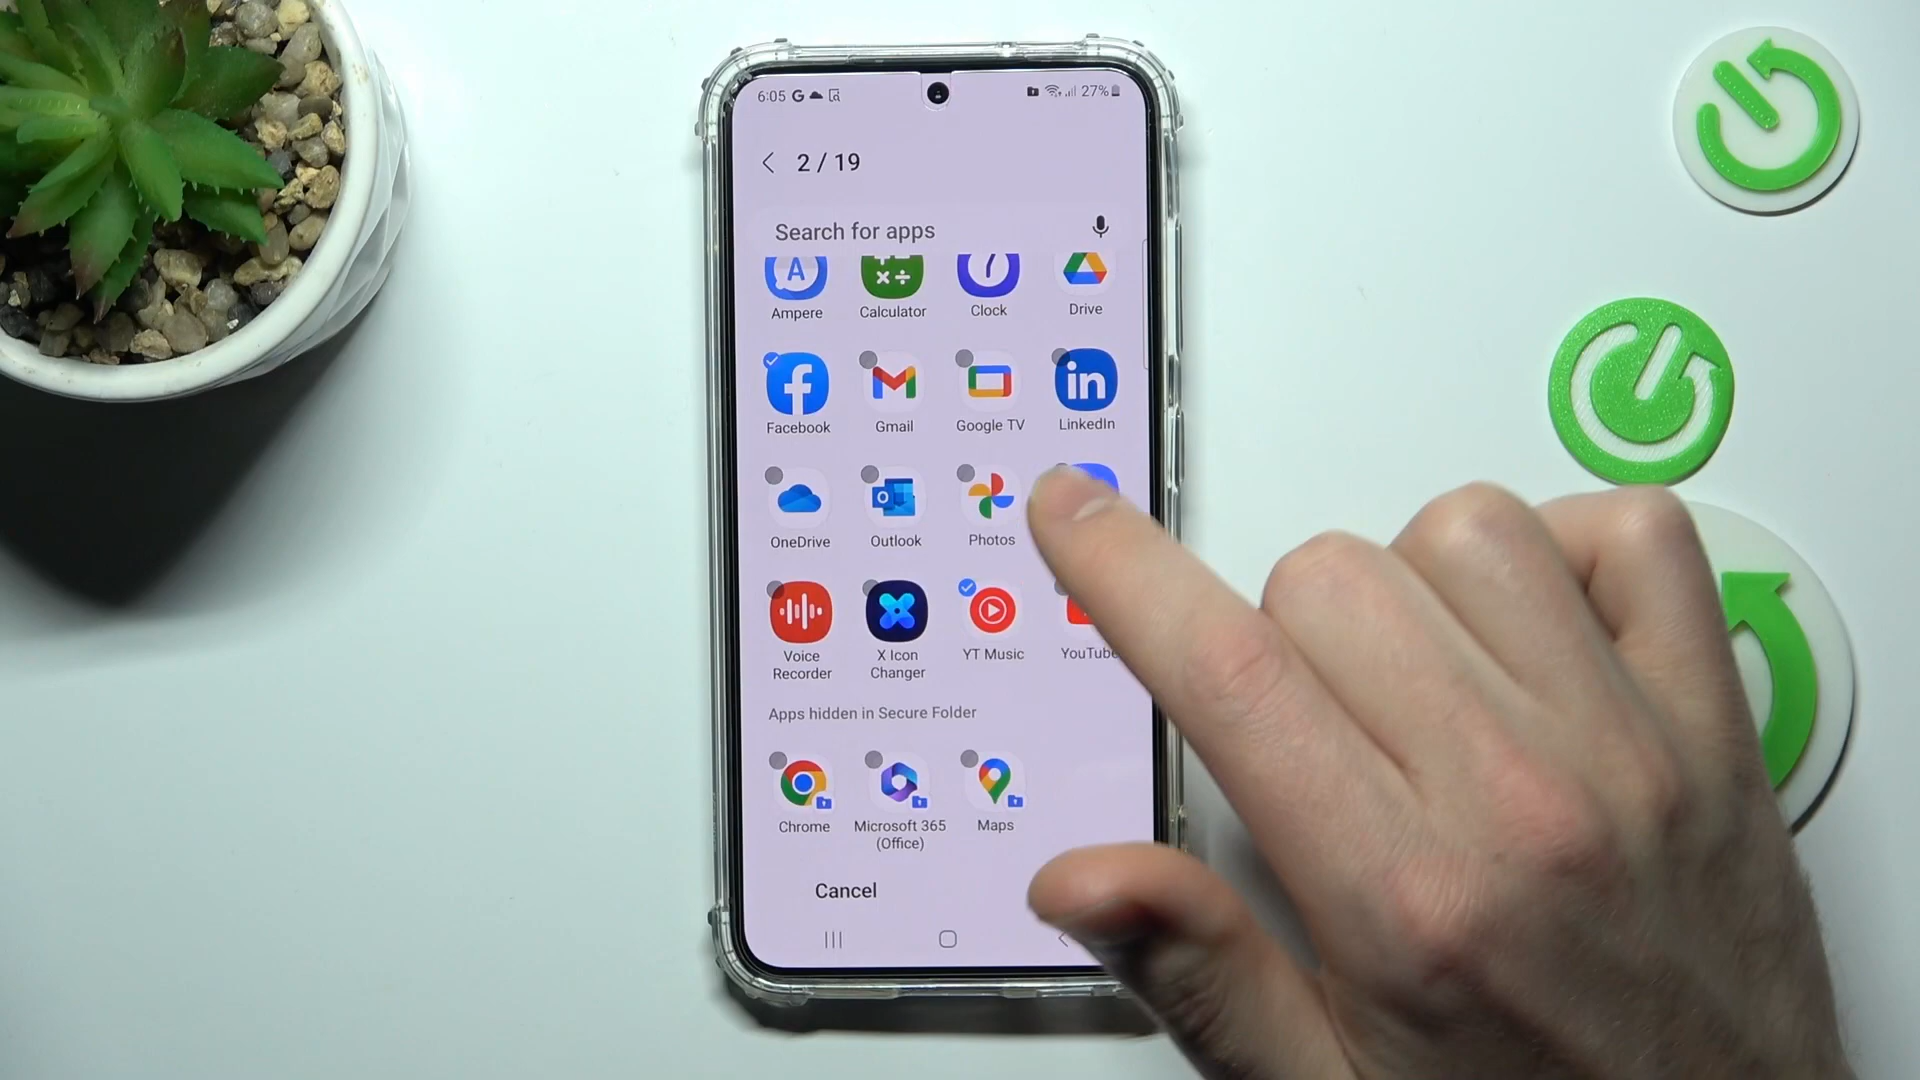 6:05 G 27%
2 / 19
Search for apps
A
Ampere Calculator Clock Drive
in
Facebook Gmail Google TV LinkedIn
OneDrive Outlook Photos
Voice Recorder X Icon Changer YT Music YouTube
Apps hidden in Secure Folder
Chrome Microsoft 365 (Office) Maps
Cancel